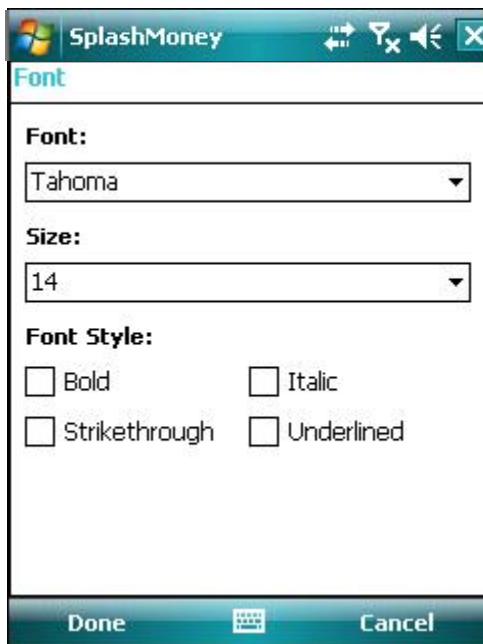 SplashMoney
Font
Font:
Tahoma
Size:
14
Font Style:
Bold Italic
Strikethrough Underlined
Done Cancel